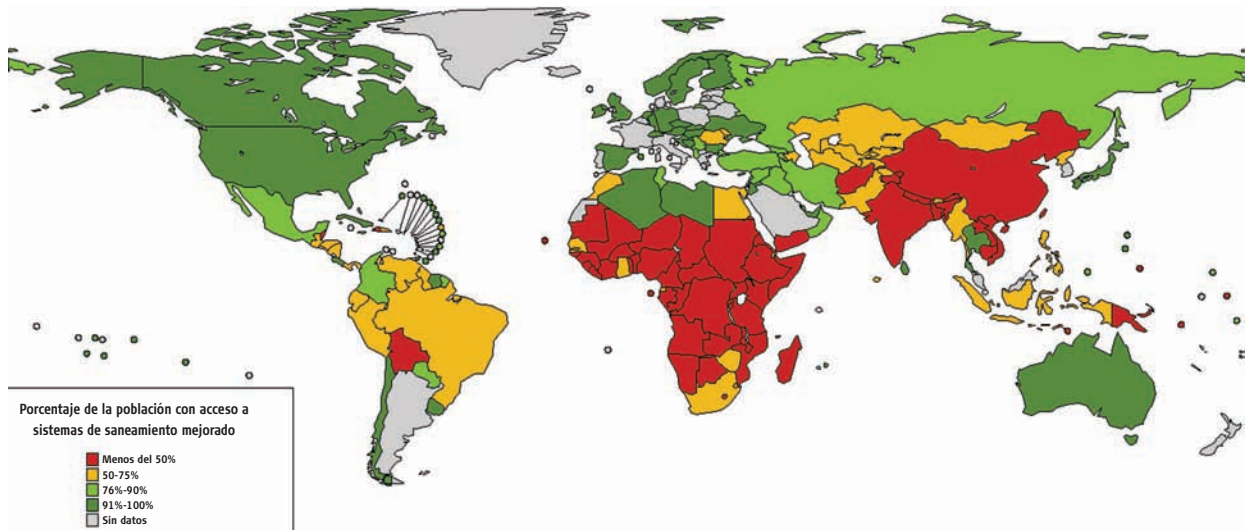 Porcentaje de la población con acceso a
sistemas de saneamiento mejorado
Menos del 50%
50-75%
76%-90%
91%-100%
Sin datos